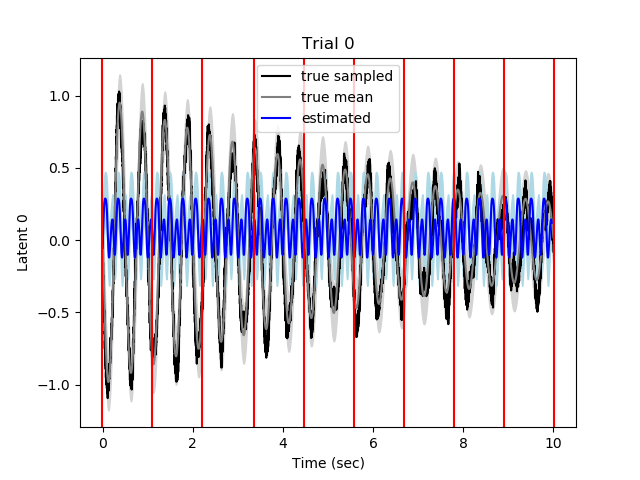 Trial 0
true sampled
true mean
estimated
1.0
0.5
0.0
−0.5
−1.0
Latent 0
0 2 4 6 8 10
Time (sec)